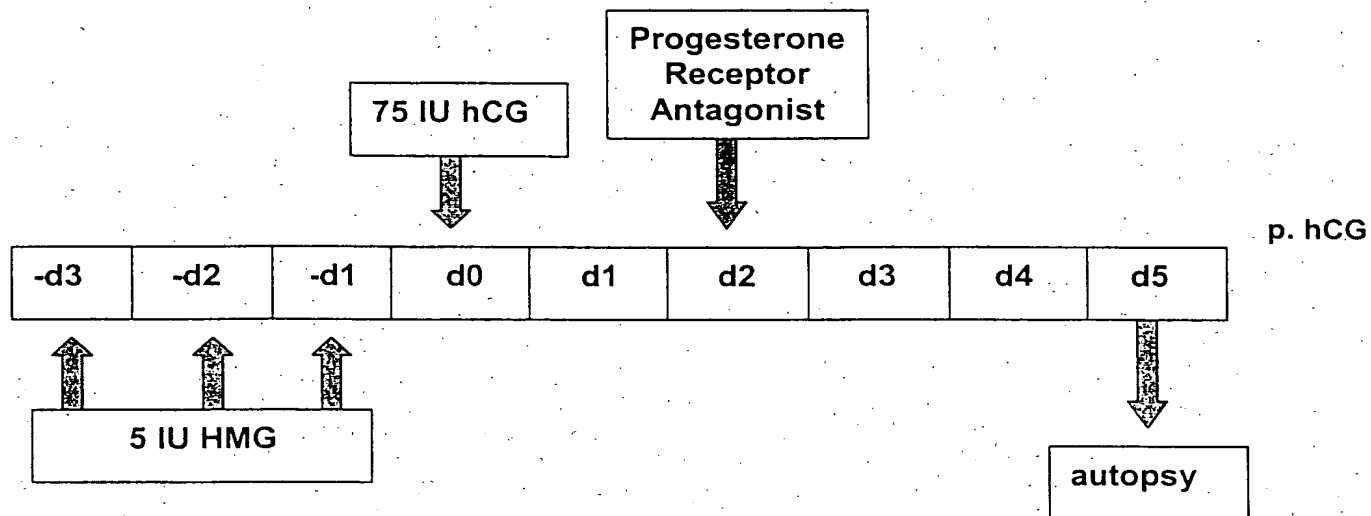 Progesterone
Receptor
Antagonist
75 IU hCG
p. hCG
-d3 -d2 -d1 d0 d1 d2 d3 d4 d5
5 IU HMG
autopsy